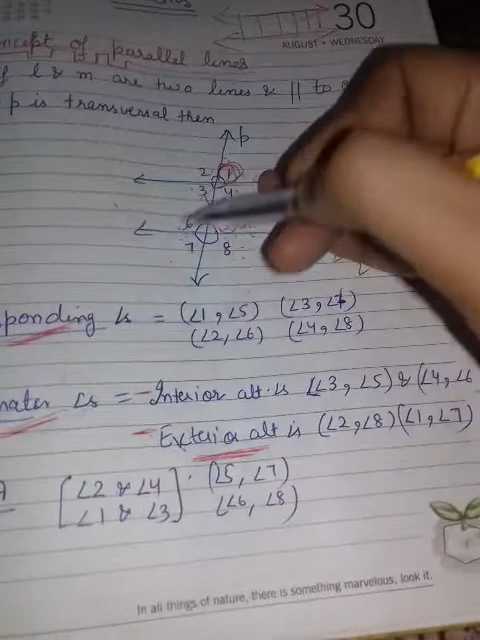 30
AUGUST • WEDNESDAY
oncept of parallel lines
f l & m are two lines & || to
p is transversal then
p
2 1
3 4
6
7 8
ponding ∠s = (∠1, ∠5) (∠3, ∠7)
(∠2, ∠6) (∠4, ∠8)
nater ∠s = - Interior alt. ∠s (∠3, ∠5) & (∠4, ∠6
- Exterior alt ∠s (∠2, ∠8) (∠1, ∠7)
[∠2 & ∠4] . (∠5, ∠7)
[∠1 & ∠3] (∠6, ∠8)
In all things of nature, there is something marvelous, look it.